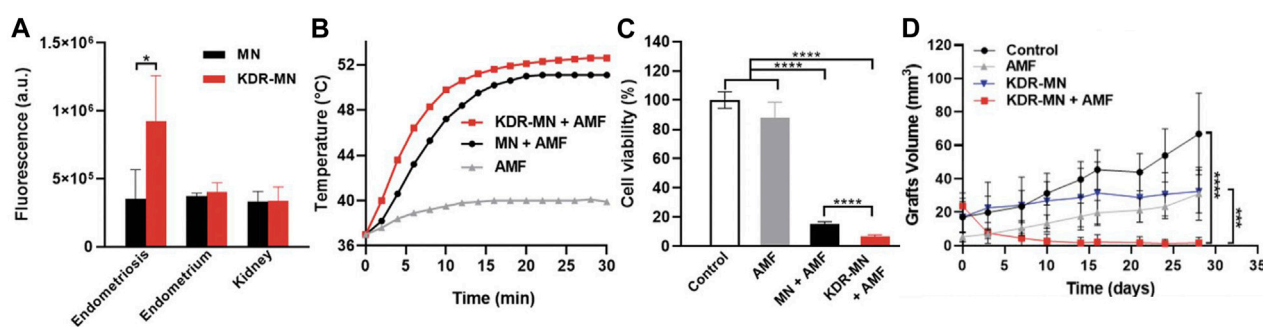 A
Fluorescence (a.u.)
1.5×10⁶
1×10⁶
5×10⁵
0
*
MN
KDR-MN
Endometriosis
Endometrium
Kidney
B
Temperature (°C)
52
48
44
40
36
KDR-MN + AMF
MN + AMF
AMF
0 5 10 15 20 25 30
Time (min)
C
Cell viability (%)
140
120
100
80
60
40
20
0
****
****
****
Control
AMF
MN + AMF
KDR-MN
+ AMF
D
Grafts Volume (mm³)
120
100
80
60
40
20
0
Control
AMF
KDR-MN
KDR-MN + AMF
****
***
0 5 10 15 20 25 30 35
Time (days)